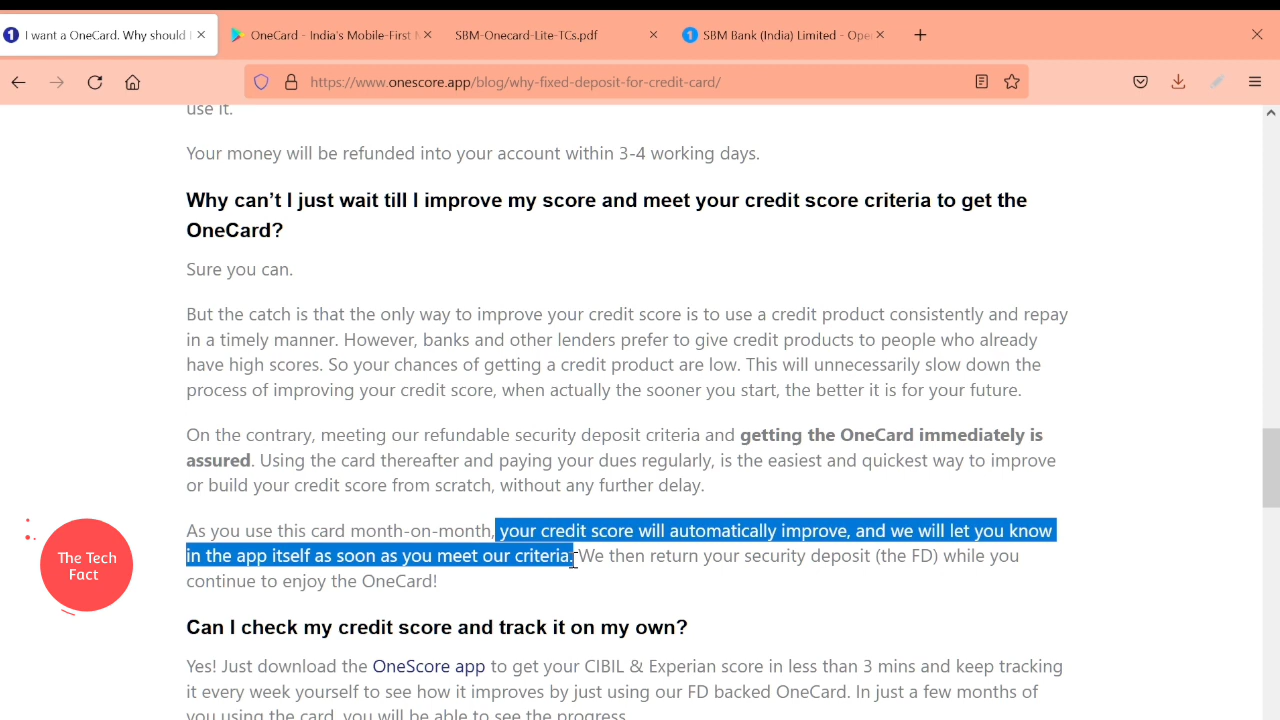 I want a OneCard. Why should I
OneCard - India's Mobile-First M
SBM-Onecard-Lite-TCs.pdf
SBM Bank (India) Limited - Ope
https://www.onescore.app/blog/why-fixed-deposit-for-credit-card/
use it.
Your money will be refunded into your account within 3-4 working days.
Why can’t I just wait till I improve my score and meet your credit score criteria to get the
OneCard?
Sure you can.
But the catch is that the only way to improve your credit score is to use a credit product consistently and repay
in a timely manner. However, banks and other lenders prefer to give credit products to people who already
have high scores. So your chances of getting a credit product are low. This will unnecessarily slow down the
process of improving your credit score, when actually the sooner you start, the better it is for your future.
On the contrary, meeting our refundable security deposit criteria and getting the OneCard immediately is
assured. Using the card thereafter and paying your dues regularly, is the easiest and quickest way to improve
or build your credit score from scratch, without any further delay.
As you use this card month-on-month, your credit score will automatically improve, and we will let you know
in the app itself as soon as you meet our criteria. We then return your security deposit (the FD) while you
continue to enjoy the OneCard!
The Tech
Fact
Can I check my credit score and track it on my own?
Yes! Just download the OneScore app to get your CIBIL & Experian score in less than 3 mins and keep tracking
it every week yourself to see how it improves by just using our FD backed OneCard. In just a few months of
you using the card, you will be able to see the progress.